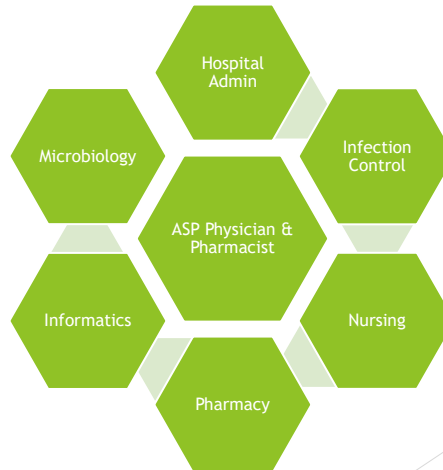 Hospital
Admin
Microbiology
Infection
Control
ASP Physician &
Pharmacist
Informatics
Nursing
Pharmacy